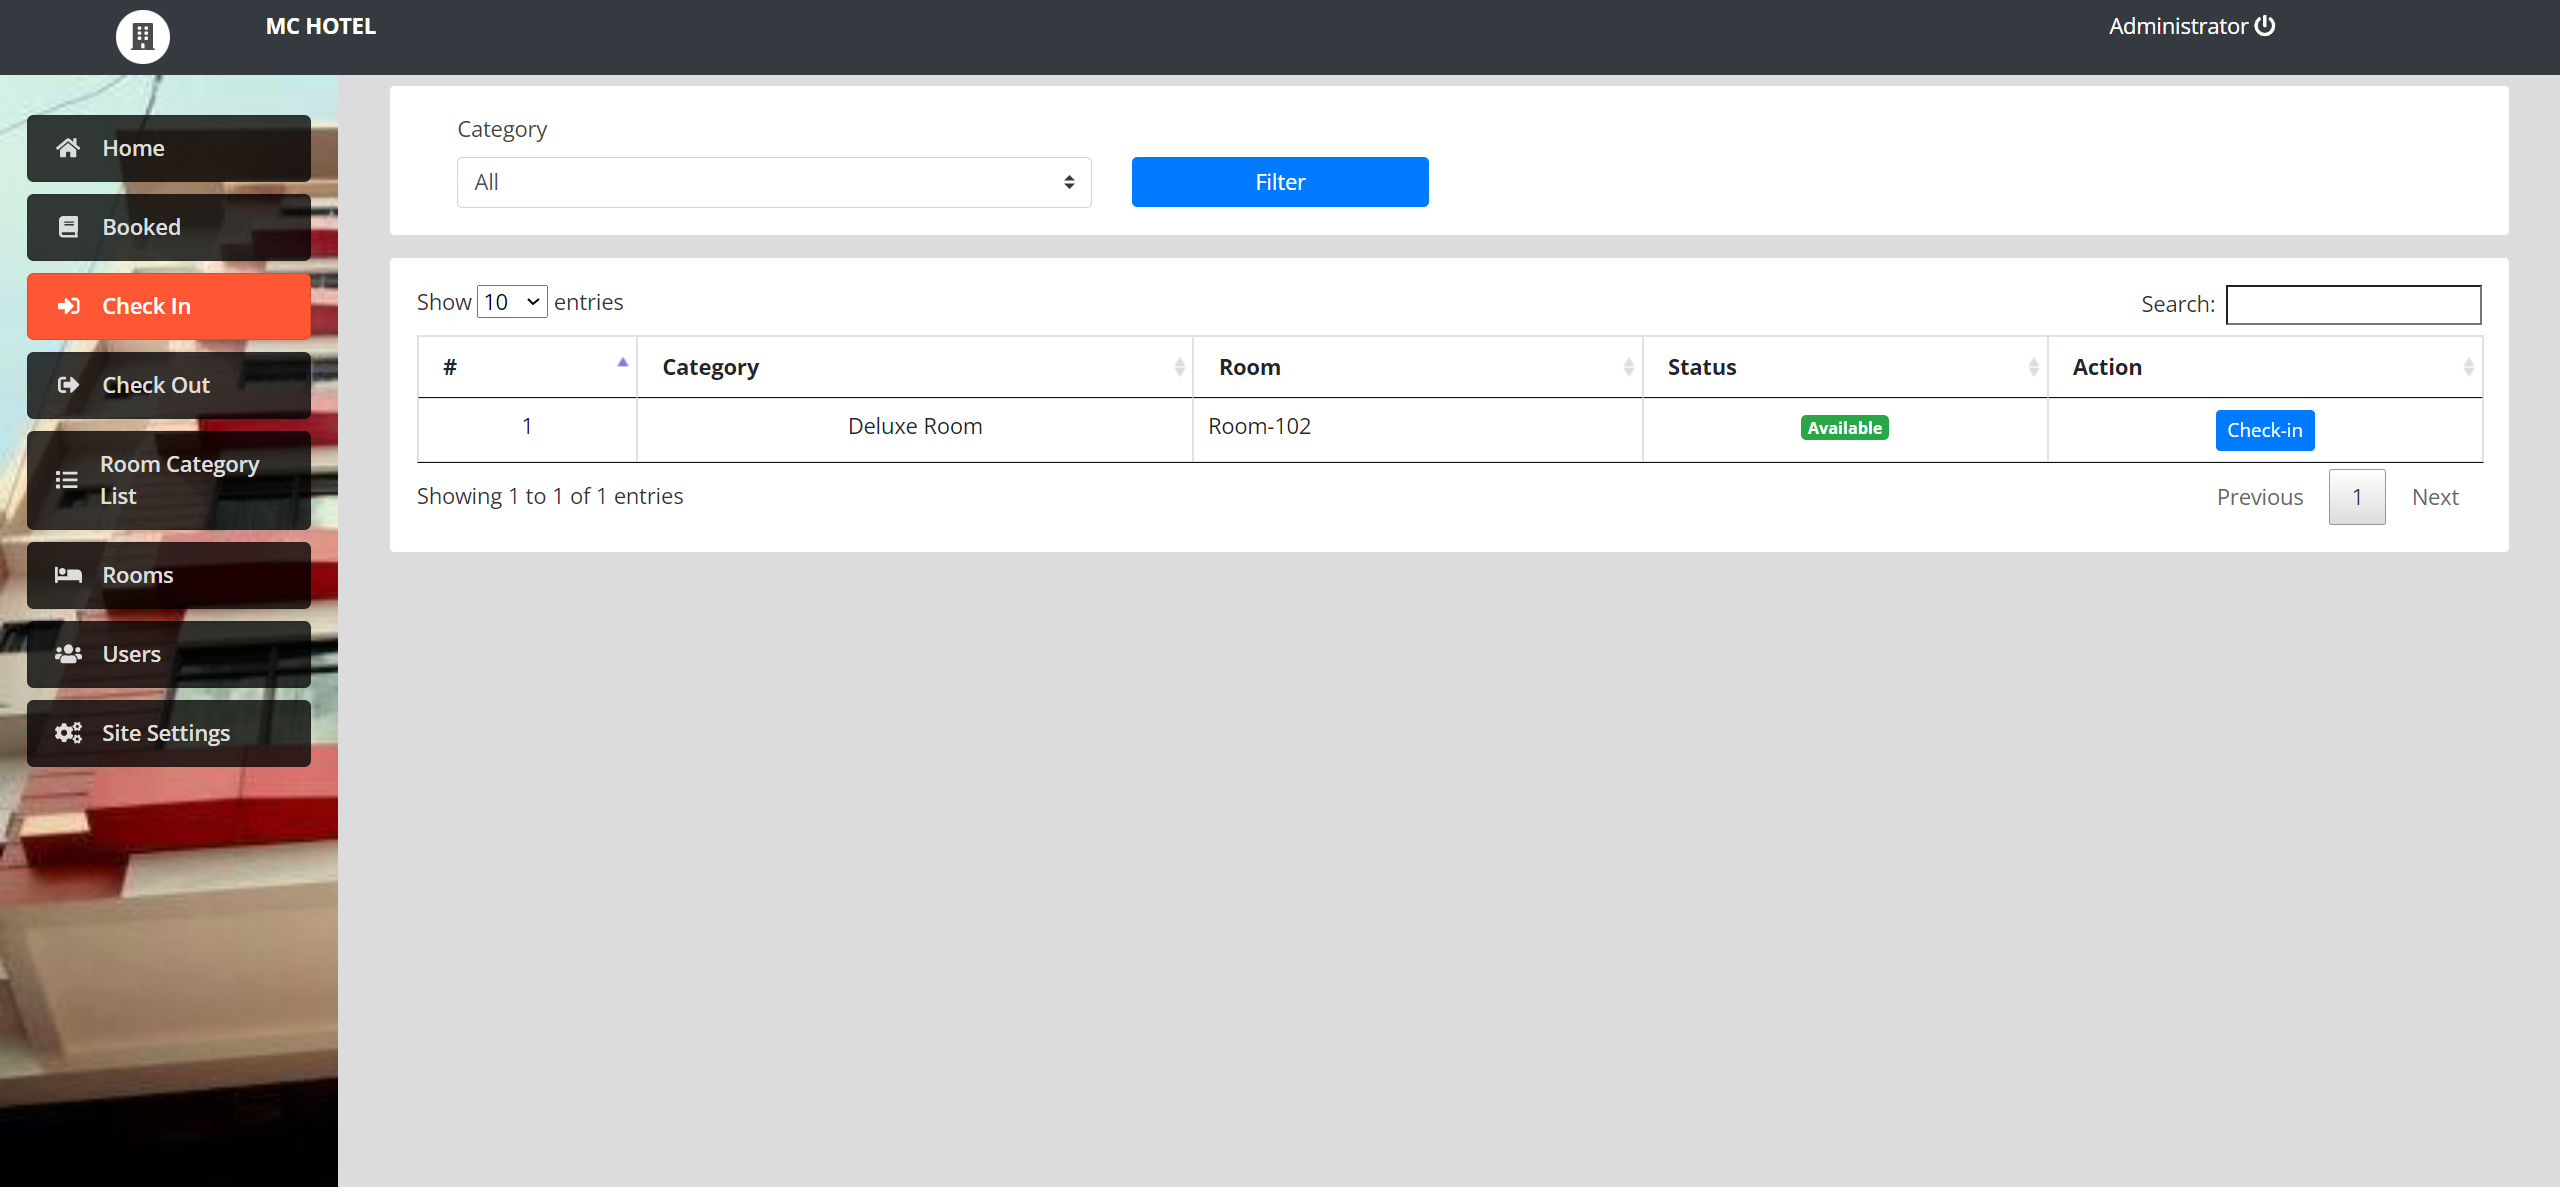 MC HOTEL
Administrator
Home
Booked
Check In
Check Out
Room Category
List
Rooms
Users
Site Settings
Category
All
Filter
Show 10 entries
Search:
# Category Room Status Action
1 Deluxe Room Room-102 Available Check-in
Showing 1 to 1 of 1 entries
Previous 1 Next